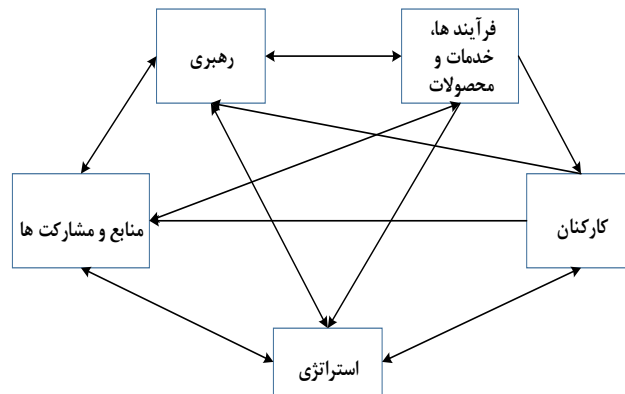 رهبری
فرآیند ها،
خدمات و
محصولات
منابع و مشارکت ها
کارکنان
استراتژی